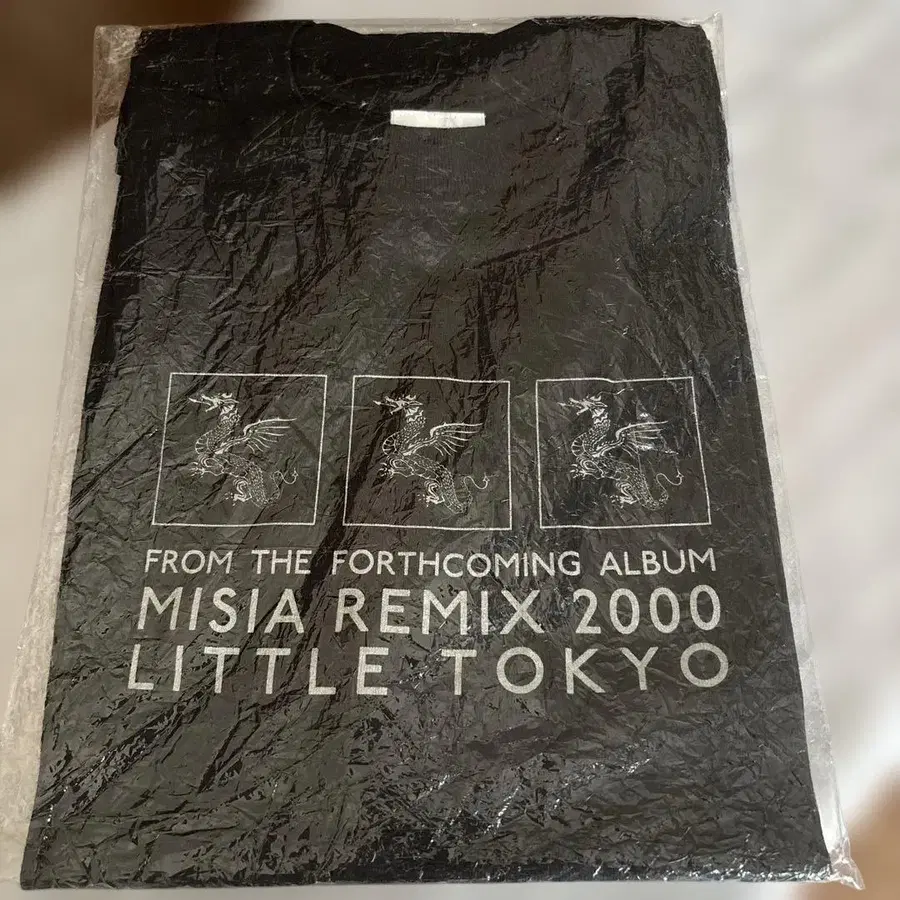 FROM THE FORTHCOMING ALBUM
MISIA REMIX 2000
LITTLE TOKYO